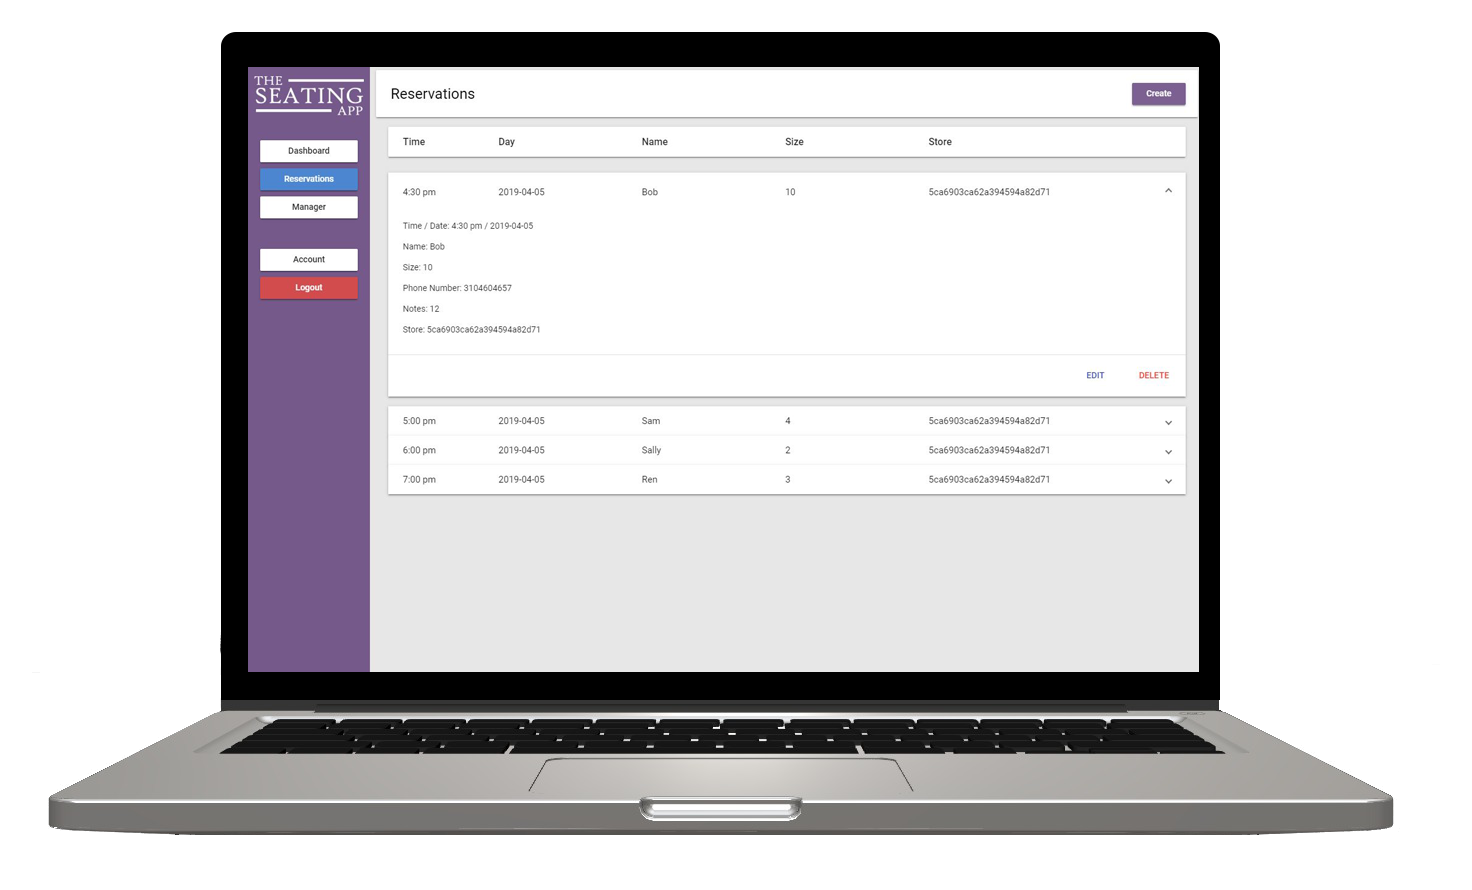 THE
SEATING
APP
Dashboard
Reservations
Manager
Account
Logout
Reservations
Create
Time Day Name Size Store
4:30 pm 2019-04-05 Bob 10 5ca6903ca62a394594a82d71
Time / Date: 4:30 pm / 2019-04-05
Name: Bob
Size: 10
Phone Number: 3104604657
Notes: 12
Store: 5ca6903ca62a394594a82d71
EDIT DELETE
5:00 pm 2019-04-05 Sam 4 5ca6903ca62a394594a82d71
6:00 pm 2019-04-05 Sally 2 5ca6903ca62a394594a82d71
7:00 pm 2019-04-05 Ren 3 5ca6903ca62a394594a82d71